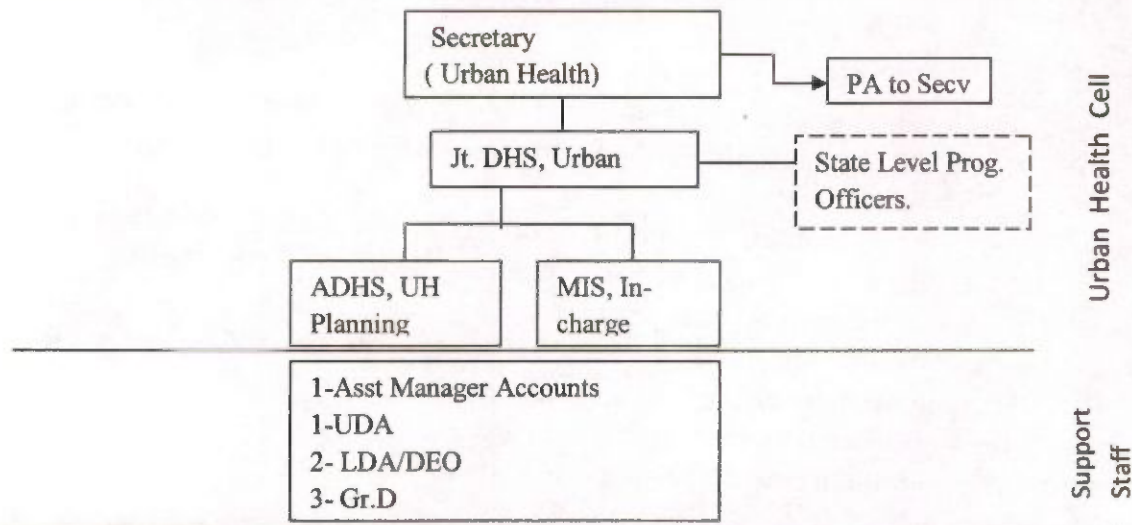 Secretary
( Urban Health)
PA to Secv
Jt. DHS, Urban
State Level Prog.
Officers.
ADHS, UH
Planning
MIS, In-
charge
Urban Health Cell
1-Asst Manager Accounts
1-UDA
2- LDA/DEO
3- Gr.D
Support
Staff